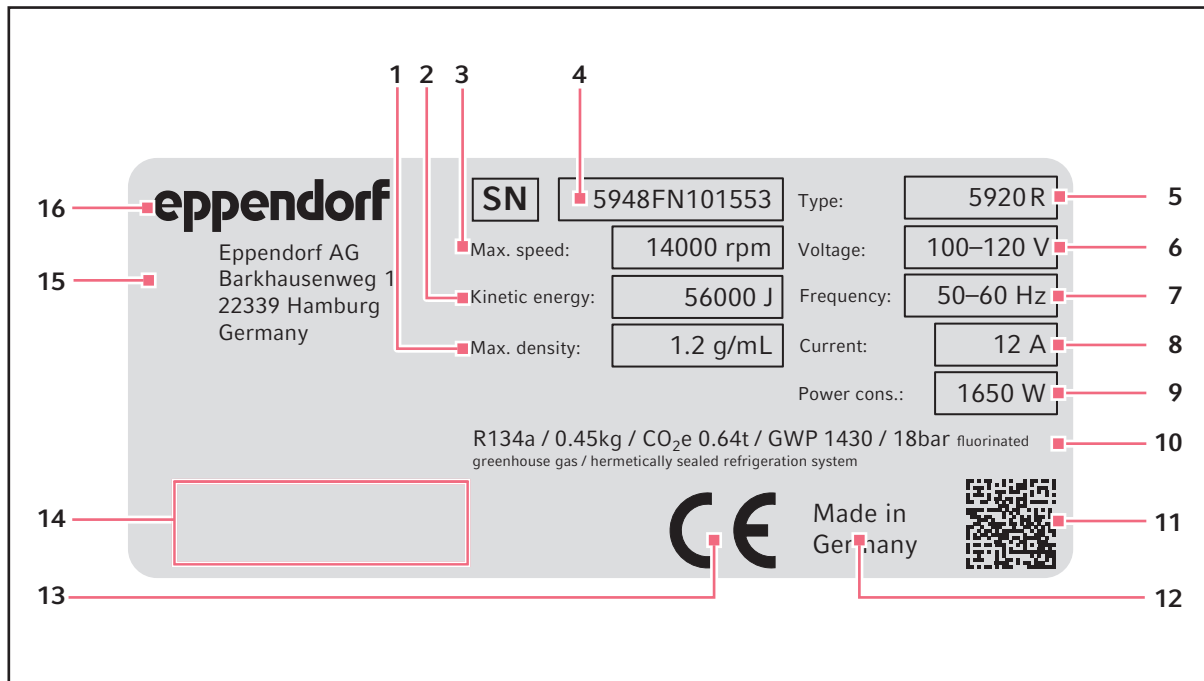 1 2 3 4
16 eppendorf
SN 5948FN101553 Type: 5920 R 5
15 Eppendorf AG
Barkhausenweg 1
22339 Hamburg
Germany
Max. speed: 14000 rpm Voltage: 100–120 V 6
Kinetic energy: 56000 J Frequency: 50–60 Hz 7
Max. density: 1.2 g/mL Current: 12 A 8
Power cons.: 1650 W 9
R134a / 0.45kg / CO₂e 0.64t / GWP 1430 / 18bar fluorinated 10
greenhouse gas / hermetically sealed refrigeration system
14
CE Made in
Germany 11
13 12